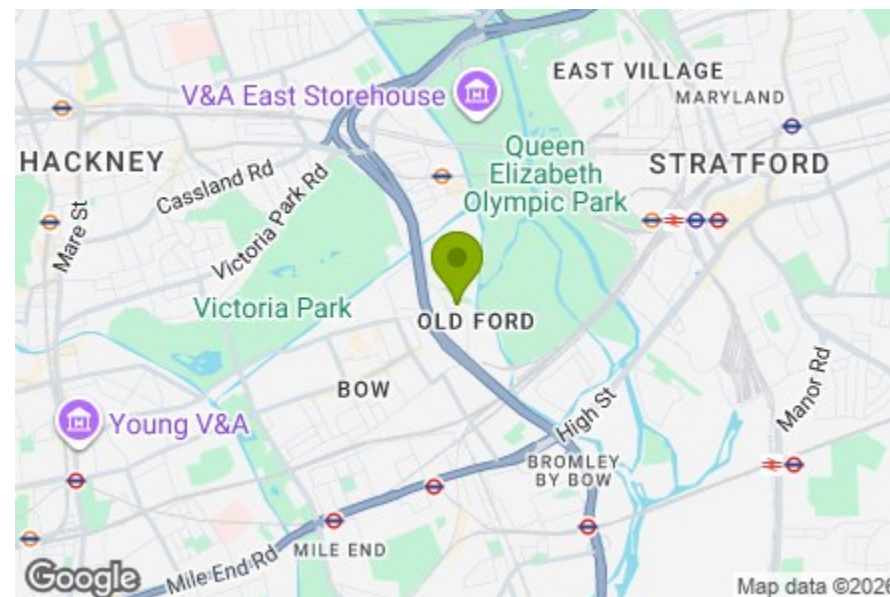 EAST VILLAGE
V&A East Storehouse
MARYLAND
HACKNEY
Cassland Rd
Queen
Elizabeth
Olympic Park
STRATFORD
Victoria Park Rd
Mare St
Victoria Park
OLD FORD
BOW
Manor Rd
Young V&A
High St
BROMLEY
BY BOW
MILE END
Mile End Rd
Google
Map data ©2026